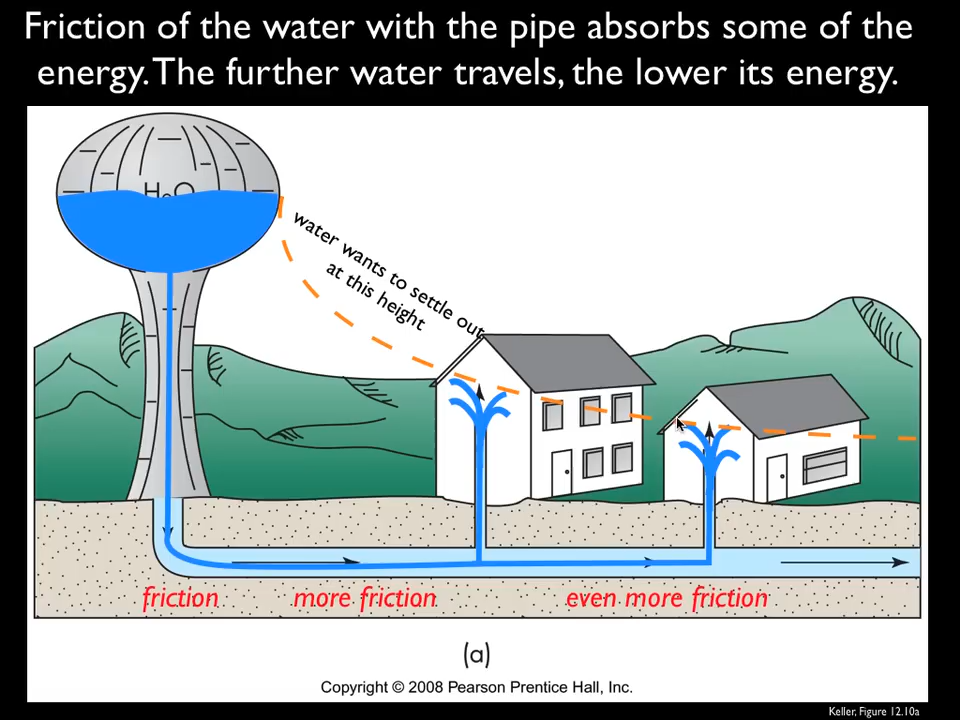 Friction of the water with the pipe absorbs some of the
energy. The further water travels, the lower its energy.
H₂O
water wants to settle out
at this height
friction
more friction
even more friction
(a)
Copyright © 2008 Pearson Prentice Hall, Inc.
Keller, Figure 12.10a